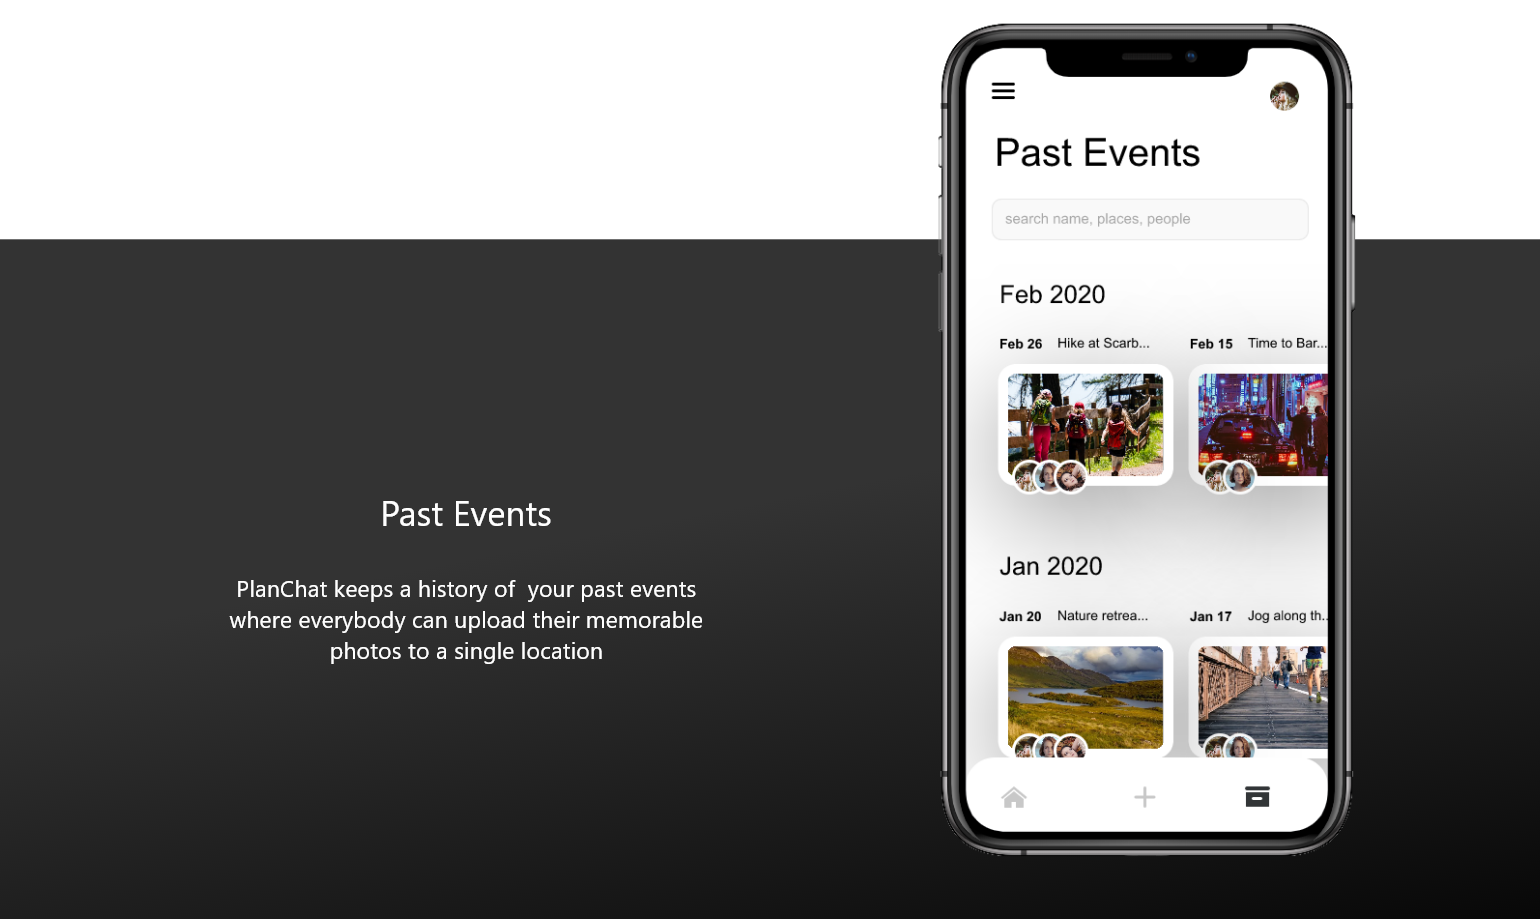 Past Events
search name, places, people
Feb 2020
Feb 26 Hike at Scarb...
Feb 15 Time to Bar...
Jan 2020
Jan 20 Nature retrea...
Jan 17 Jog along th..
Past Events
PlanChat keeps a history of  your past events
where everybody can upload their memorable
photos to a single location